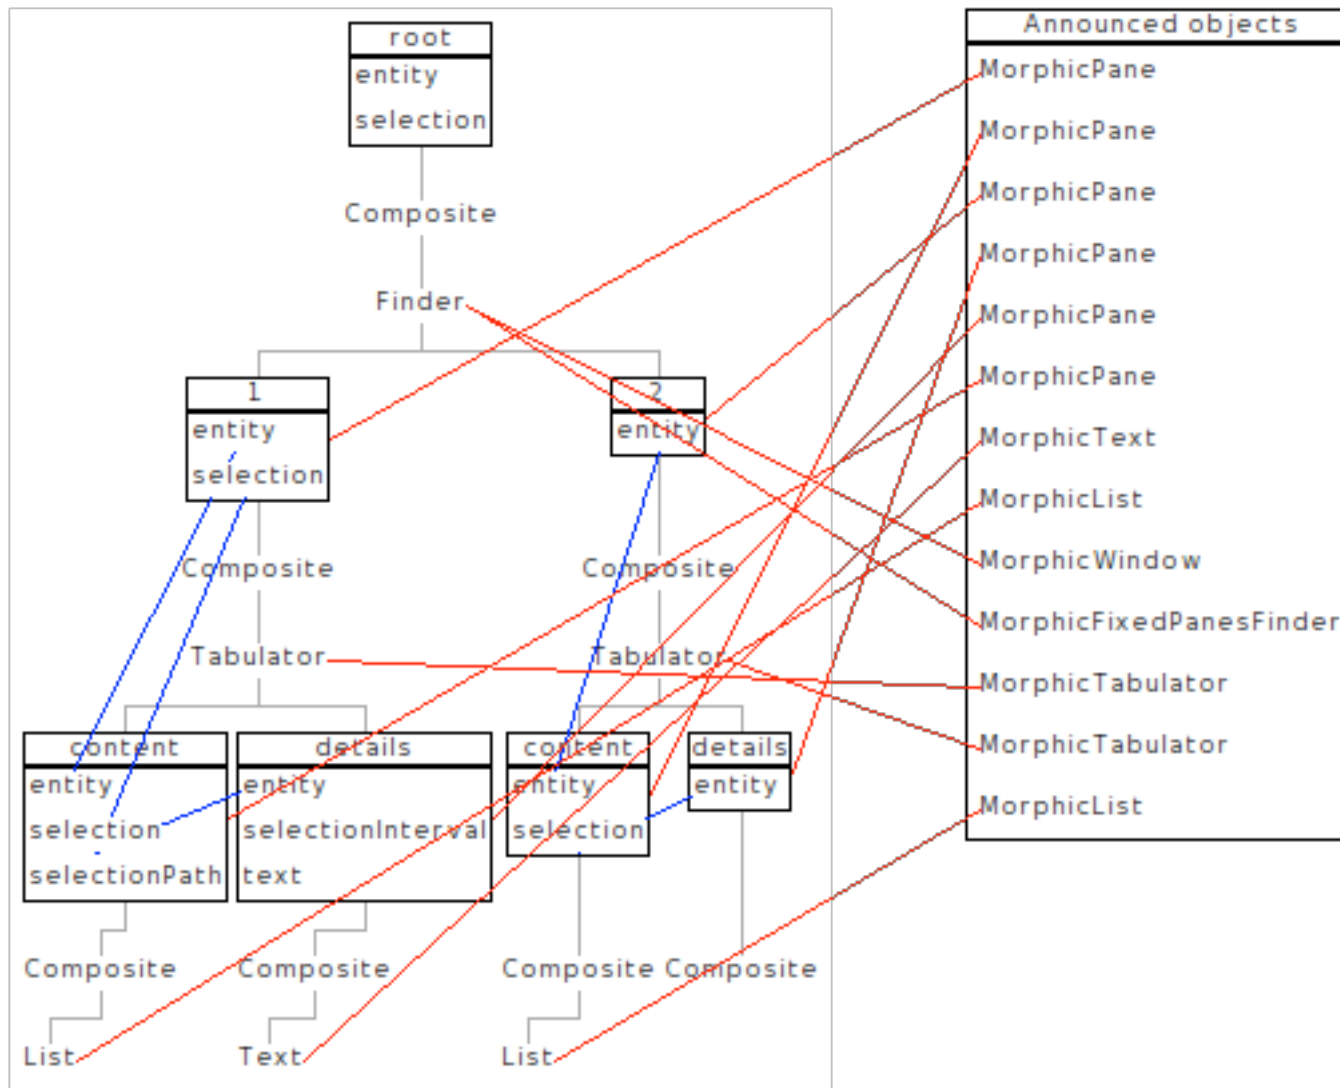 root
entity
selection
Composite
Finder
1
entity
selection
2
entity
Composite
Composite
Tabulator
Tabulator
content
entity
selection
selectionPath
details
entity
selectionInterval
text
content
entity
selection
details
entity
Composite
Composite
Composite
Composite
List
Text
List
Announced objects
MorphicPane
MorphicPane
MorphicPane
MorphicPane
MorphicPane
MorphicPane
MorphicText
MorphicList
MorphicWindow
MorphicFixedPanesFinder
MorphicTabulator
MorphicTabulator
MorphicList